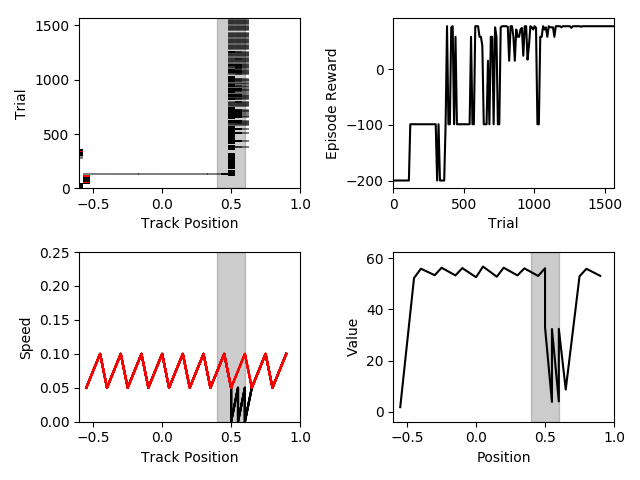 1500
1000
500
0
Trial
−0.5 0.0 0.5 1.0
Track Position
0
−100
−200
Episode Reward
0 500 1000 1500
Trial
0.25
0.20
0.15
0.10
0.05
0.00
Speed
−0.5 0.0 0.5 1.0
Track Position
60
40
20
0
Value
−0.5 0.0 0.5 1.0
Position